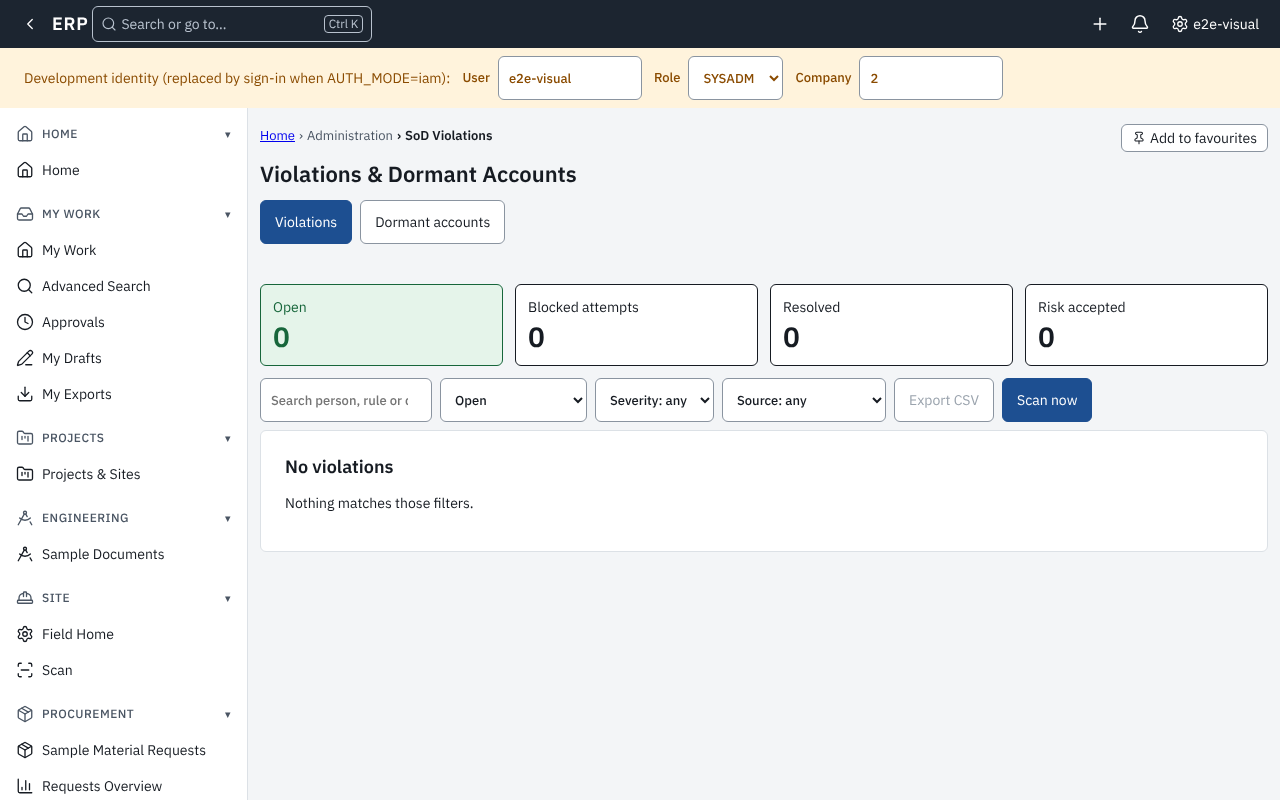 ERP
Search or go to...
Ctrl K
e2e-visual
Development identity (replaced by sign-in when AUTH_MODE=iam):
User
e2e-visual
Role
SYSADM
Company
2
HOME
Home
MY WORK
My Work
Advanced Search
Approvals
My Drafts
My Exports
PROJECTS
Projects & Sites
ENGINEERING
Sample Documents
SITE
Field Home
Scan
PROCUREMENT
Sample Material Requests
Requests Overview
Home › Administration › SoD Violations
Add to favourites
Violations & Dormant Accounts
Violations
Dormant accounts
Open
0
Blocked attempts
0
Resolved
0
Risk accepted
0
Search person, rule or
Open
Severity: any
Source: any
Export CSV
Scan now
No violations
Nothing matches those filters.